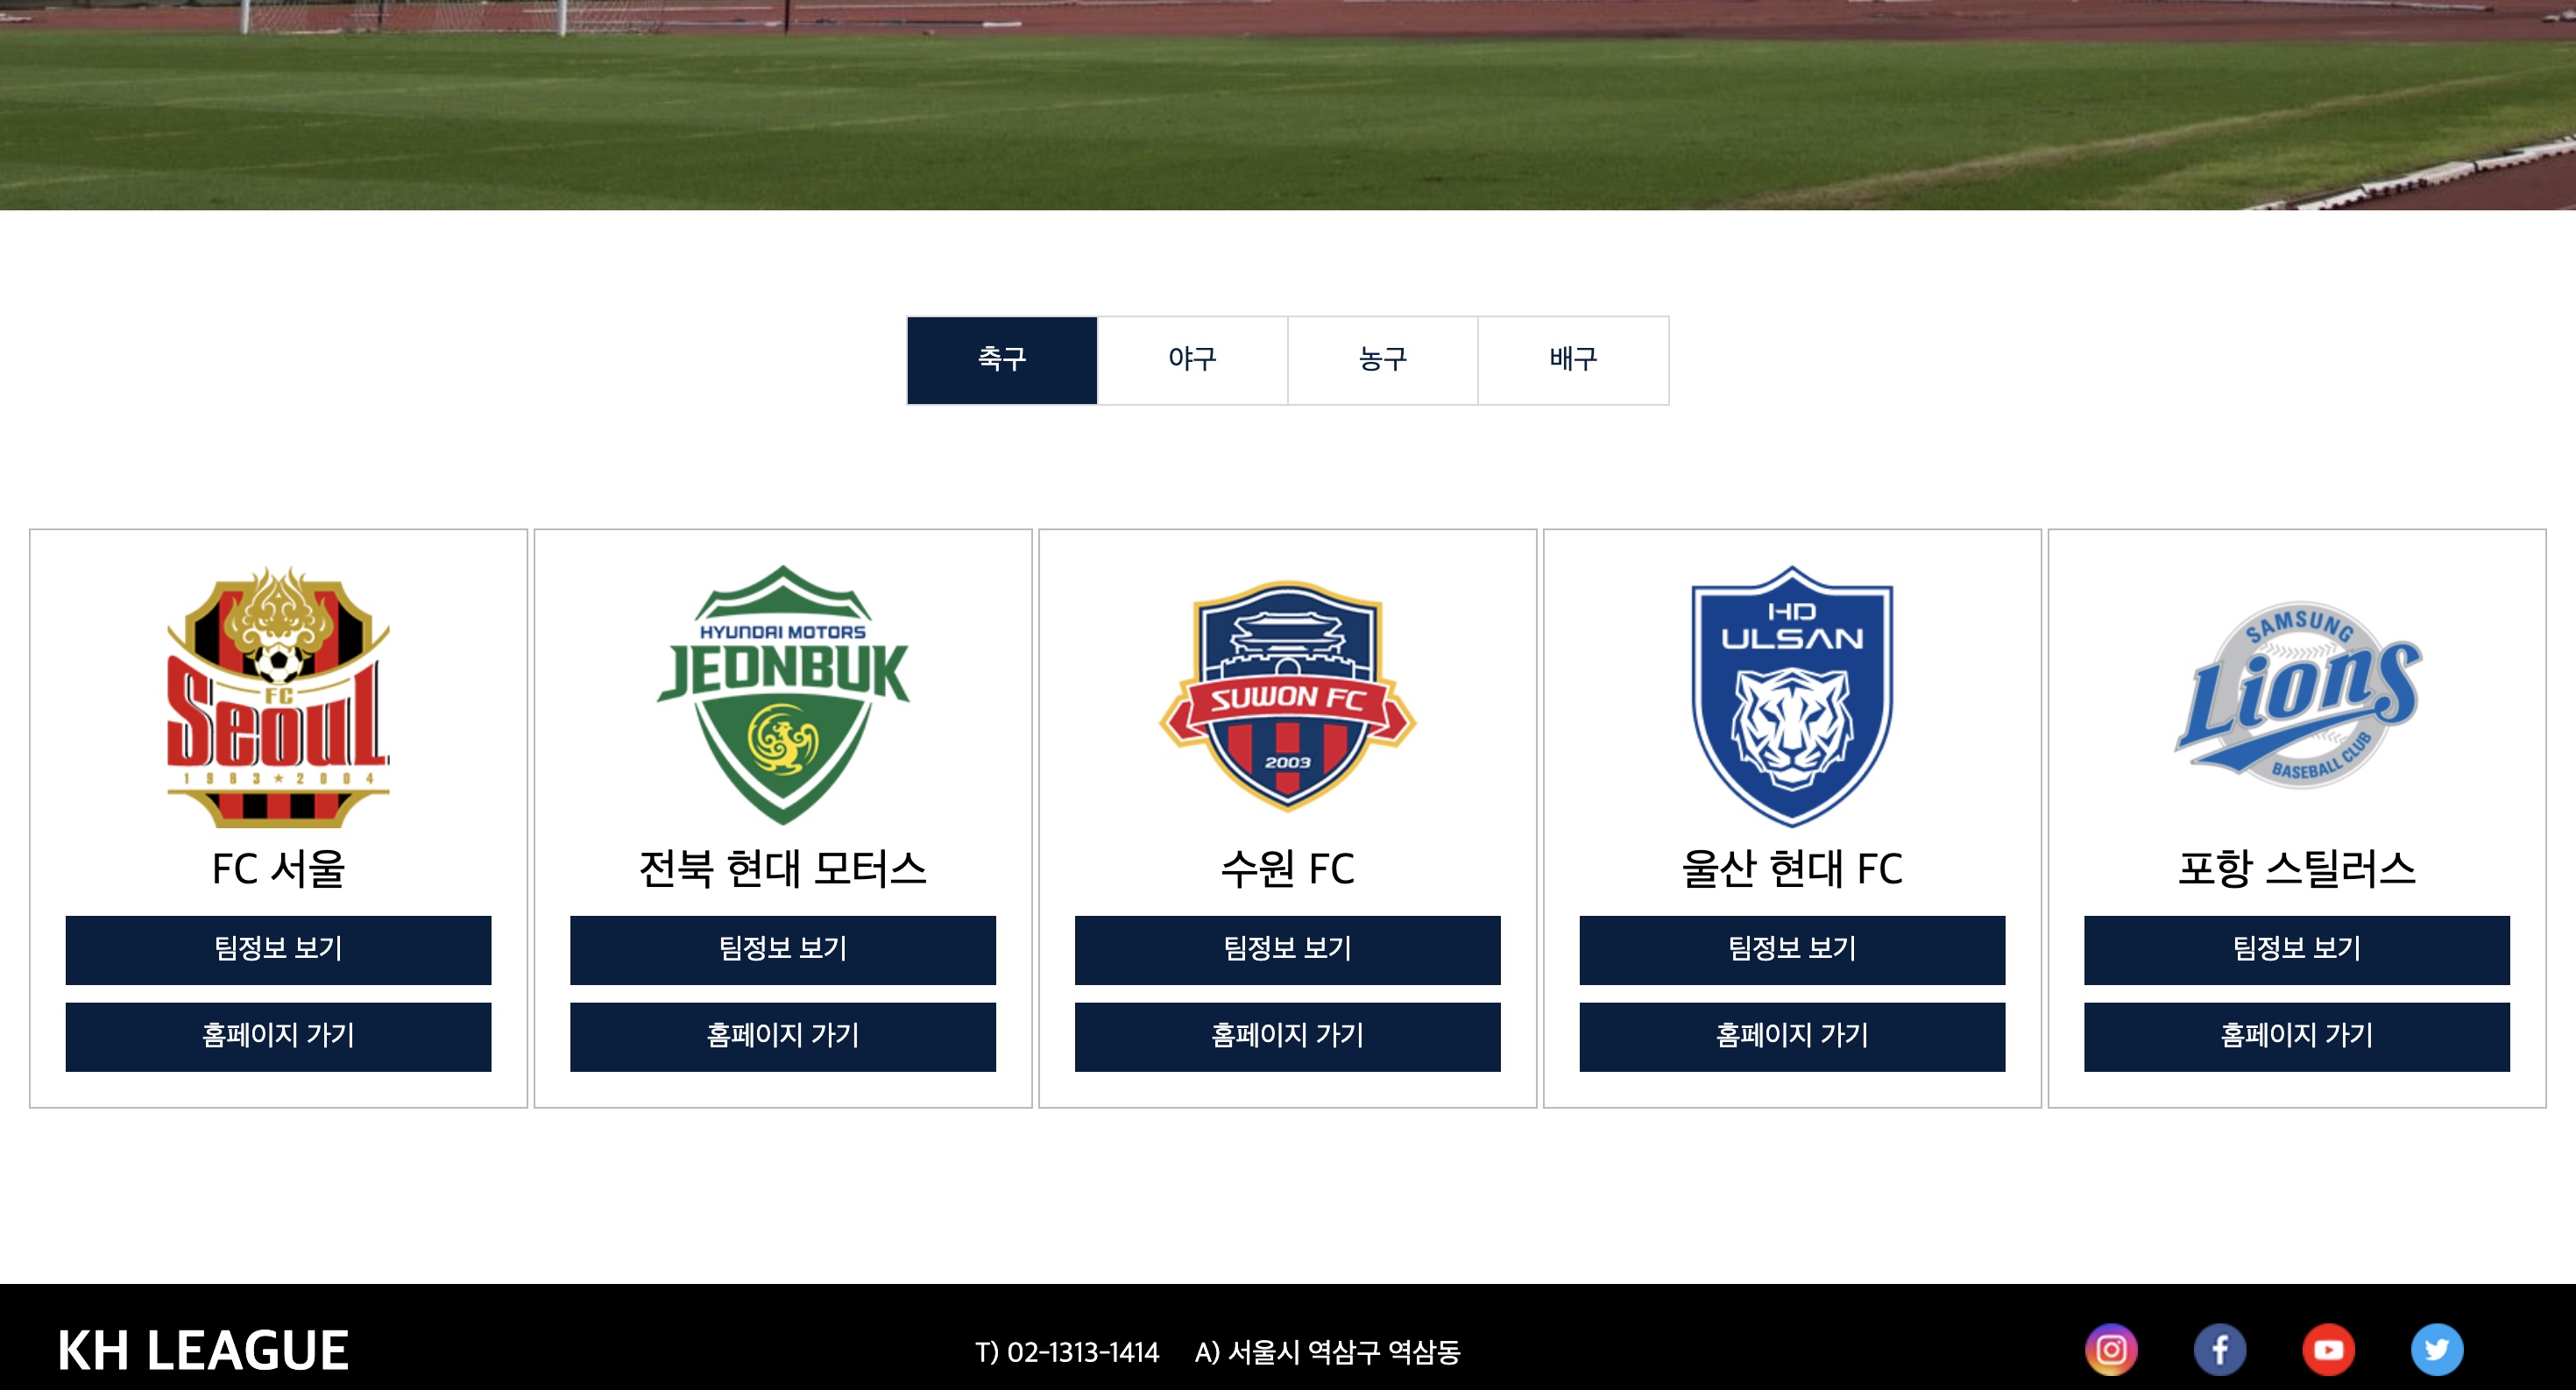 축구
야구
농구
배구
FC
Seoul
1983★2004
FC 서울
팀정보 보기
홈페이지 가기
HYUNDAI MOTORS
JEONBUK
전북 현대 모터스
팀정보 보기
홈페이지 가기
SUWON FC
2003
수원 FC
팀정보 보기
홈페이지 가기
HD
ULSAN
울산 현대 FC
팀정보 보기
홈페이지 가기
SAMSUNG
Lions
BASEBALL CLUB
포항 스틸러스
팀정보 보기
홈페이지 가기
KH LEAGUE
T) 02-1313-1414 A) 서울시 역삼구 역삼동